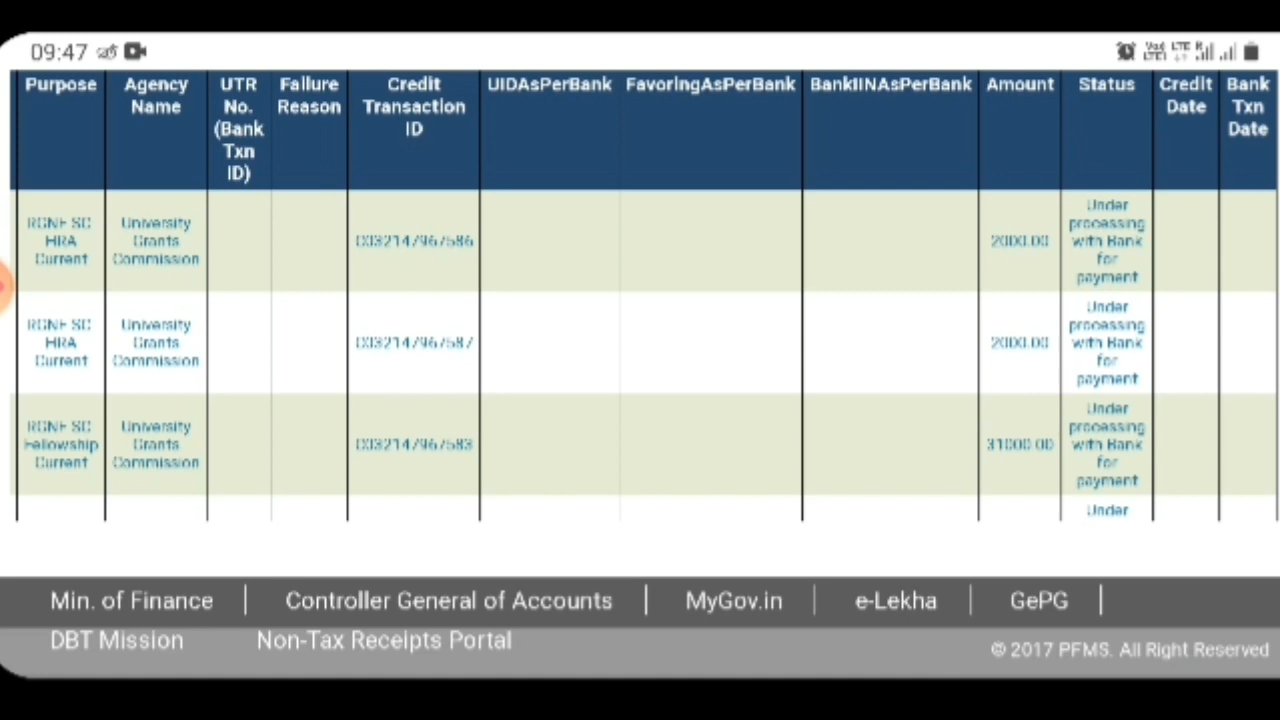 09:47
Purpose Agency Name UTR No. (Bank Txn ID) Failure Reason Credit Transaction ID UIDAsPerBank FavoringAsPerBank BankIINAsPerBank Amount Status Credit Date Bank Txn Date
RGNF SC HRA Current University Grants Commission C032147967586 2000.00 Under processing with Bank for payment
RGNF SC HRA Current University Grants Commission C032147967587 2000.00 Under processing with Bank for payment
RGNF SC Fellowship Current University Grants Commission C032147967583 31000.00 Under processing with Bank for payment
Under
Min. of Finance Controller General of Accounts MyGov.in e-Lekha GePG
DBT Mission Non-Tax Receipts Portal © 2017 PFMS. All Right Reserved